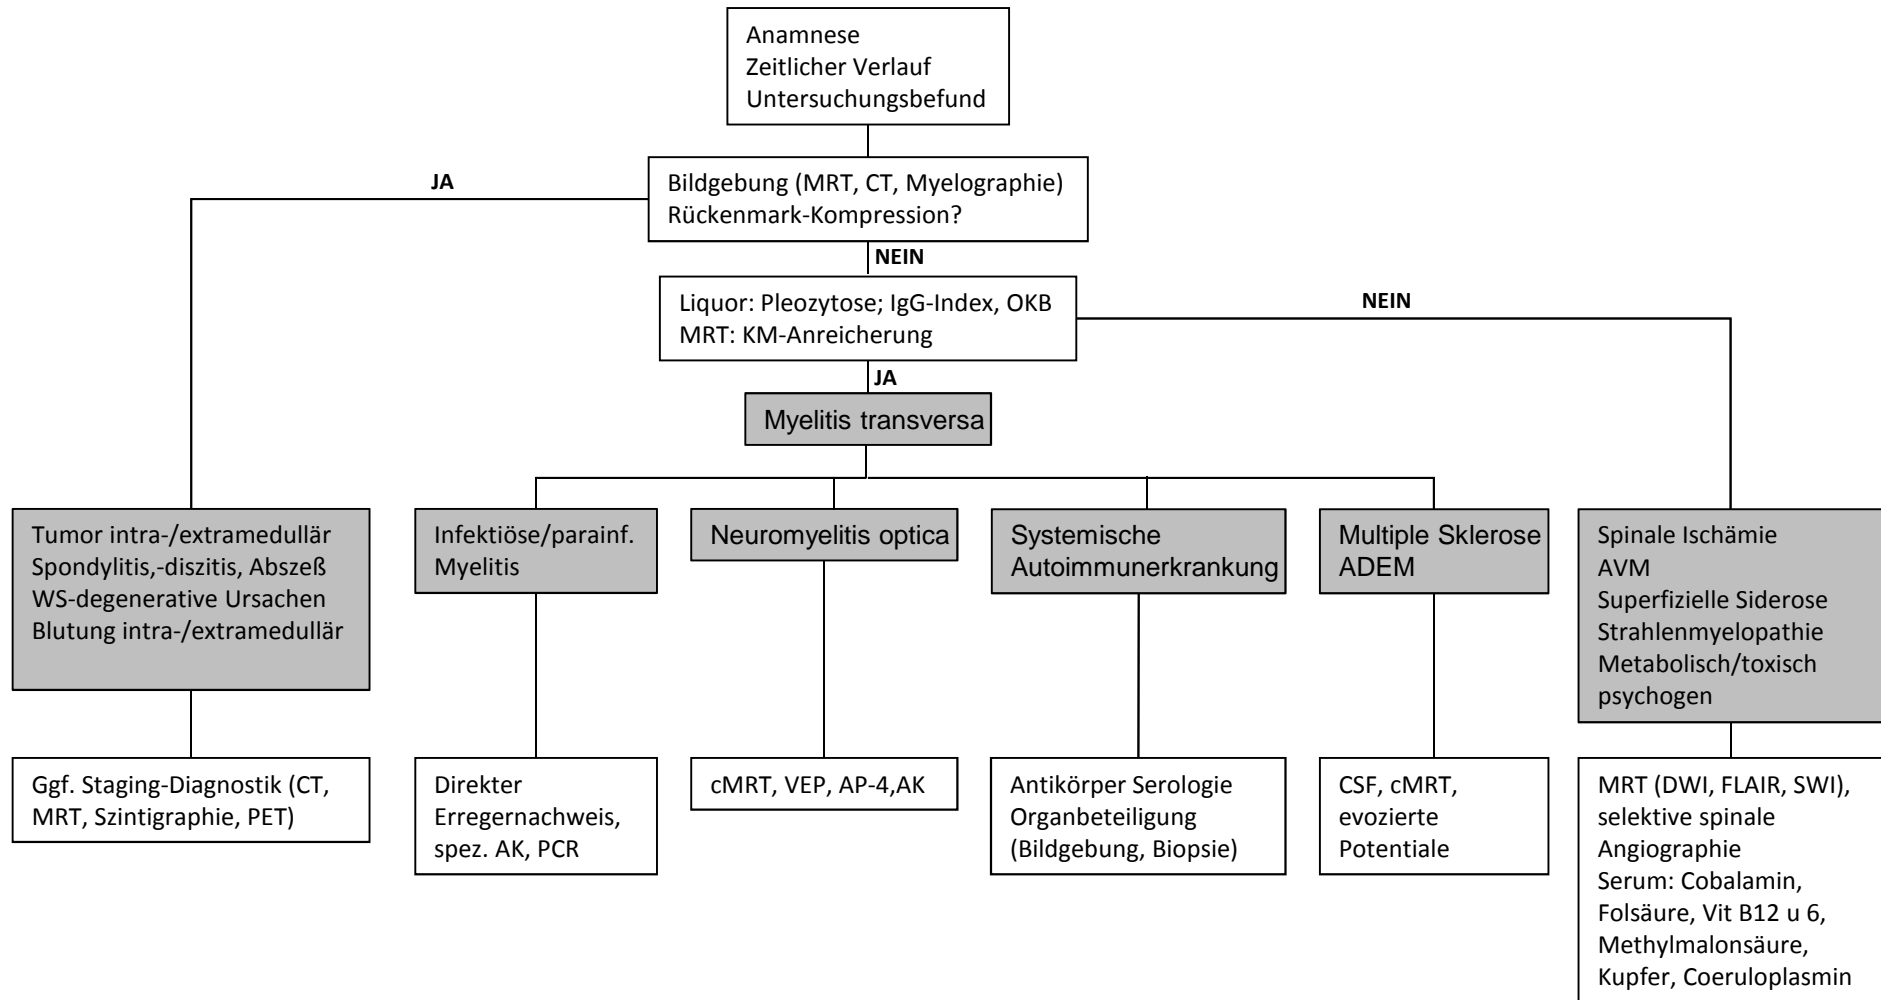 Anamnese
Zeitlicher Verlauf
Untersuchungsbefund
JA
Bildgebung (MRT, CT, Myelographie)
Rückenmark-Kompression?
NEIN
Liquor: Pleozytose; IgG-Index, OKB
MRT: KM-Anreicherung
NEIN
JA
Myelitis transversa
Tumor intra-/extramedullär
Spondylitis,-diszitis, Abszeß
WS-degenerative Ursachen
Blutung intra-/extramedullär
Infektiöse/parainf.
Myelitis
Neuromyelitis optica
Systemische
Autoimmunerkrankung
Multiple Sklerose
ADEM
Spinale Ischämie
AVM
Superfizielle Siderose
Strahlenmyelopathie
Metabolisch/toxisch
psychogen
Ggf. Staging-Diagnostik (CT,
MRT, Szintigraphie, PET)
Direkter
Erregernachweis,
spez. AK, PCR
cMRT, VEP, AP-4,AK
Antikörper Serologie
Organbeteiligung
(Bildgebung, Biopsie)
CSF, cMRT,
evozierte
Potentiale
MRT (DWI, FLAIR, SWI),
selektive spinale
Angiographie
Serum: Cobalamin,
Folsäure, Vit B12 u 6,
Methylmalonsäure,
Kupfer, Coeruloplasmin